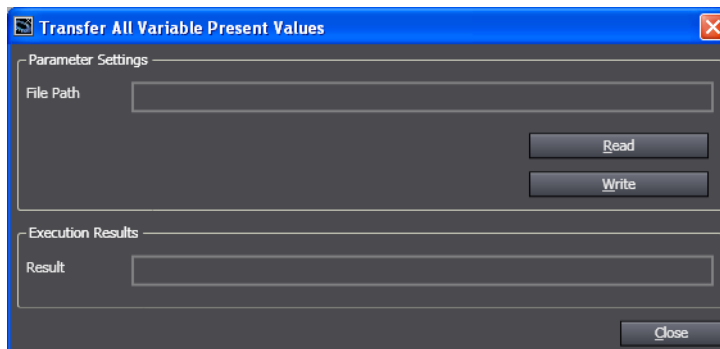 Transfer All Variable Present Values
Parameter Settings
File Path
Read
Write
Execution Results
Result
Close